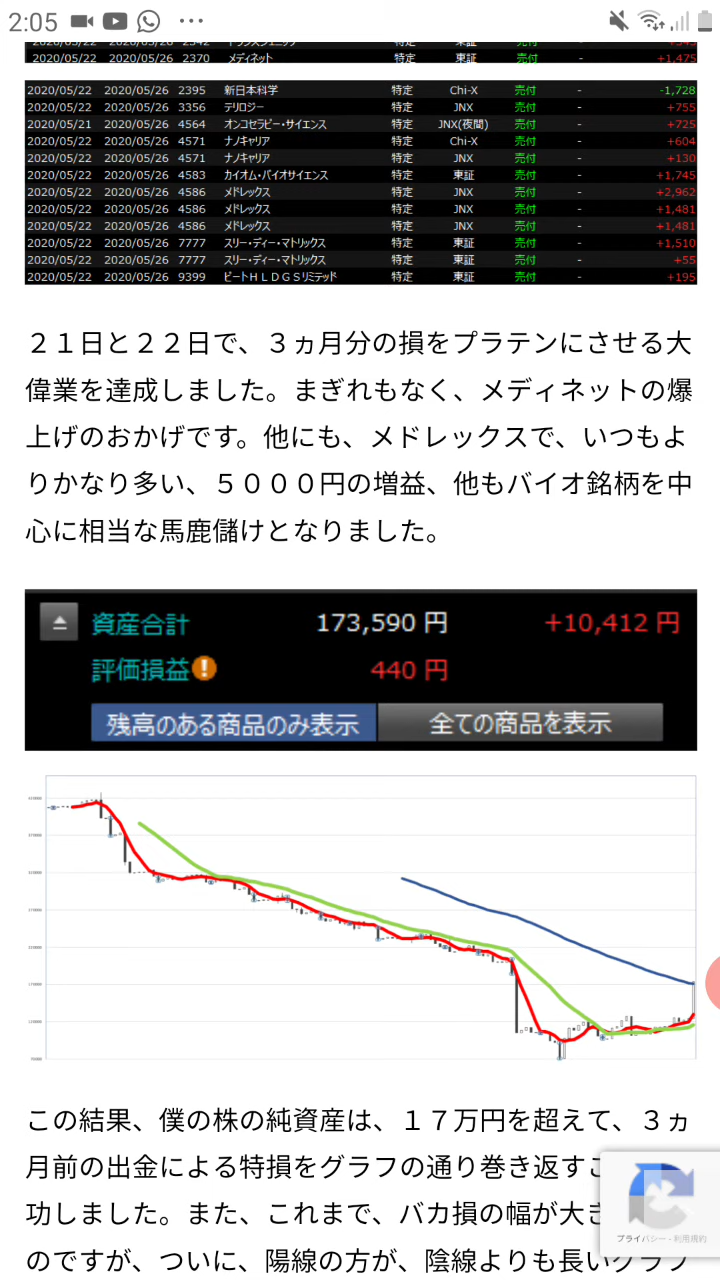 2:05
2020/05/22 2020/05/26 2370 メディネット 特定 東証 売付 - +1,475
2020/05/22 2020/05/26 2395 新日本科学 特定 Chi-X 売付 - -1,728
2020/05/22 2020/05/26 3356 テリロジー 特定 JNX 売付 - +755
2020/05/21 2020/05/26 4564 オンコセラピー・サイエンス 特定 JNX(夜間) 売付 - +725
2020/05/22 2020/05/26 4571 ナノキャリア 特定 Chi-X 売付 - +604
2020/05/22 2020/05/26 4571 ナノキャリア 特定 JNX 売付 - +130
2020/05/22 2020/05/26 4583 カイオム・バイオサイエンス 特定 東証 売付 - +1,745
2020/05/22 2020/05/26 4586 メドレックス 特定 JNX 売付 - +2,962
2020/05/22 2020/05/26 4586 メドレックス 特定 JNX 売付 - +1,481
2020/05/22 2020/05/26 4586 メドレックス 特定 JNX 売付 - +1,481
2020/05/22 2020/05/26 7777 スリー・ディー・マトリックス 特定 東証 売付 - +1,510
2020/05/22 2020/05/26 7777 スリー・ディー・マトリックス 特定 東証 売付 - +55
2020/05/22 2020/05/26 9399 ビートＨＬＤＧＳリミテッド 特定 東証 売付 - +195
２１日と２２日で、３ヵ月分の損をプラテンにさせる大
偉業を達成しました。まぎれもなく、メディネットの爆
上げのおかげです。他にも、メドレックスで、いつもよ
りかなり多い、５０００円の増益、他もバイオ銘柄を中
心に相当な馬鹿儲けとなりました。
資産合計 173,590 円 +10,412 円
評価損益 440 円
残高のある商品のみ表示 全ての商品を表示
この結果、僕の株の純資産は、１７万円を超えて、３ヵ
月前の出金による特損をグラフの通り巻き返すこ
功しました。また、これまで、バカ損の幅が大き
のですが、ついに、陽線の方が、陰線よりも長いグラフ
プライバシー - 利用規約